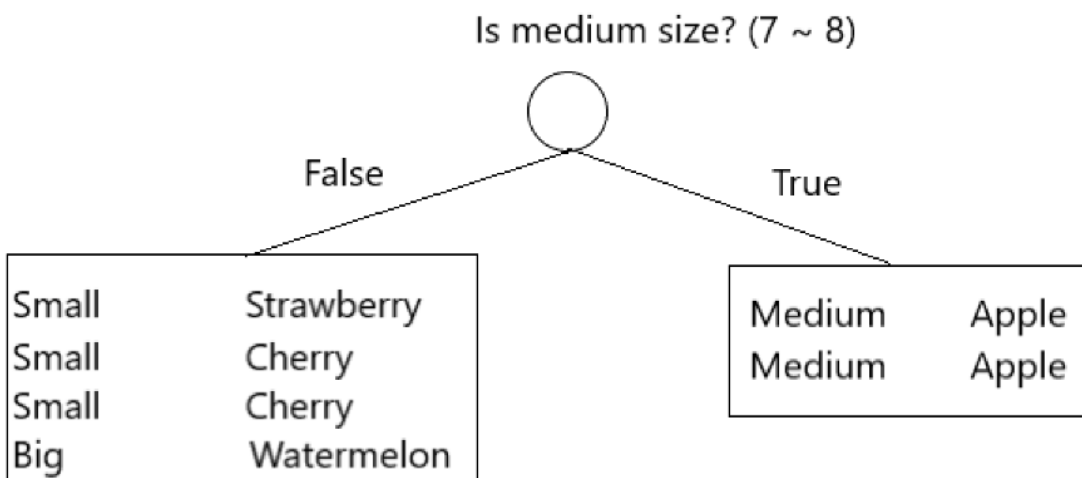 Is medium size? (7 ~ 8)
False
True
Small Strawberry
Small Cherry
Small Cherry
Big Watermelon
Medium Apple
Medium Apple